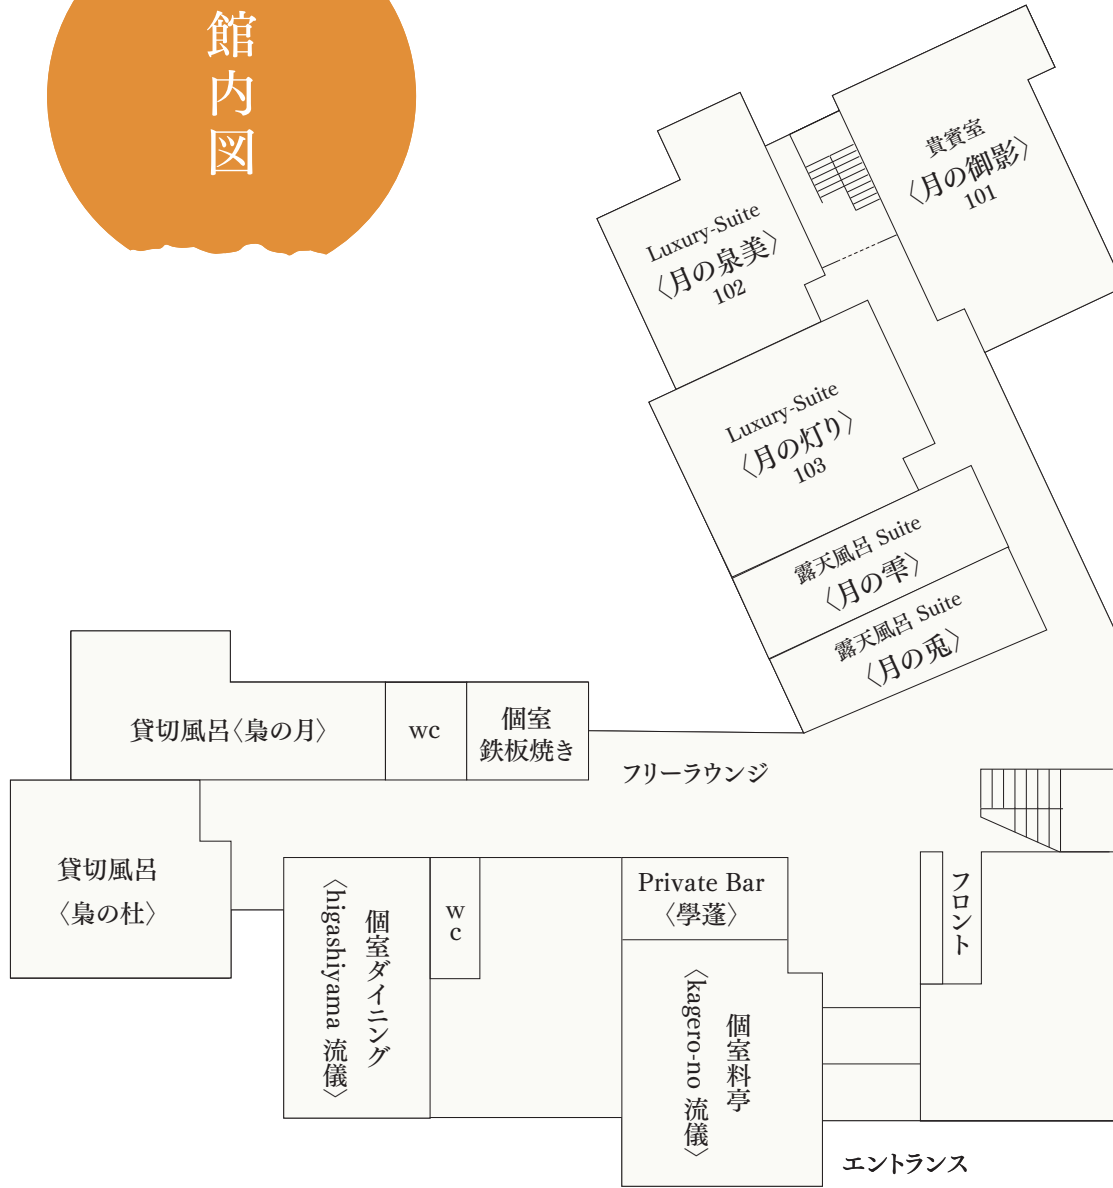 館内図
貴賓室
〈月の御影〉
101
Luxury-Suite
〈月の泉美〉
102
Luxury-Suite
〈月の灯り〉
103
露天風呂 Suite
〈月の雫〉
露天風呂 Suite
〈月の兎〉
貸切風呂〈梟の月〉
wc
個室
鉄板焼き
フリーラウンジ
貸切風呂
〈梟の杜〉
個室ダイニング
〈higashiyama 流儀〉
w
c
Private Bar
〈學蓬〉
個室料亭
〈kagero-no 流儀〉
フロント
エントランス